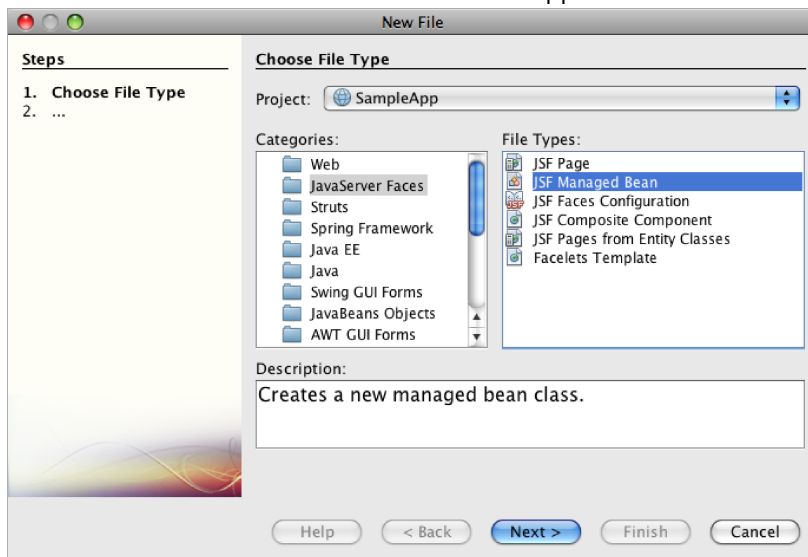 New File
Steps
1. Choose File Type
2. ...
Choose File Type
Project: SampleApp
Categories:
Web
JavaServer Faces
Struts
Spring Framework
Java EE
Java
Swing GUI Forms
JavaBeans Objects
AWT GUI Forms
File Types:
JSF Page
JSF Managed Bean
JSF Faces Configuration
JSF Composite Component
JSF Pages from Entity Classes
Facelets Template
Description:
Creates a new managed bean class.
Help < Back Next > Finish Cancel